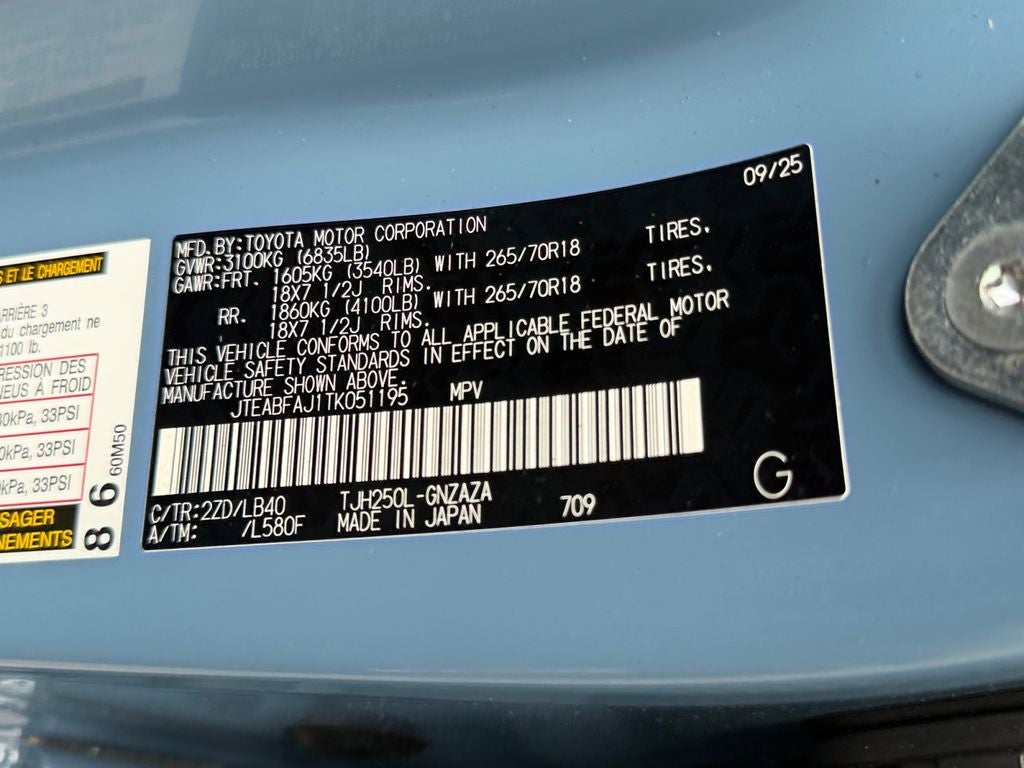 09/25
MFD. BY: TOYOTA MOTOR CORPORATION
GVWR: 3100KG (6835LB)
GAWR: FRT. 1605KG (3540LB) WITH 265/70R18 TIRES,
18X7 1/2J RIMS.
RR. 1860KG (4100LB) WITH 265/70R18 TIRES,
18X7 1/2J RIMS.
THIS VEHICLE CONFORMS TO ALL APPLICABLE FEDERAL MOTOR
VEHICLE SAFETY STANDARDS IN EFFECT ON THE DATE OF
MANUFACTURE SHOWN ABOVE.
JTEABFAJ1TK051195 MPV
C/TR: 2ZD/LB40 TJH250L-GNZAZA 709 G
A/TM: /L580F MADE IN JAPAN
ET LE CHARGEMENT
ARRIÈRE 3
du chargement ne
1100 lb.
RESSION DES
NEUS À FROID
0kPa, 33PSI
0kPa, 33PSI
kPa, 33PSI
SAGER
NEMENTS
86
60M50